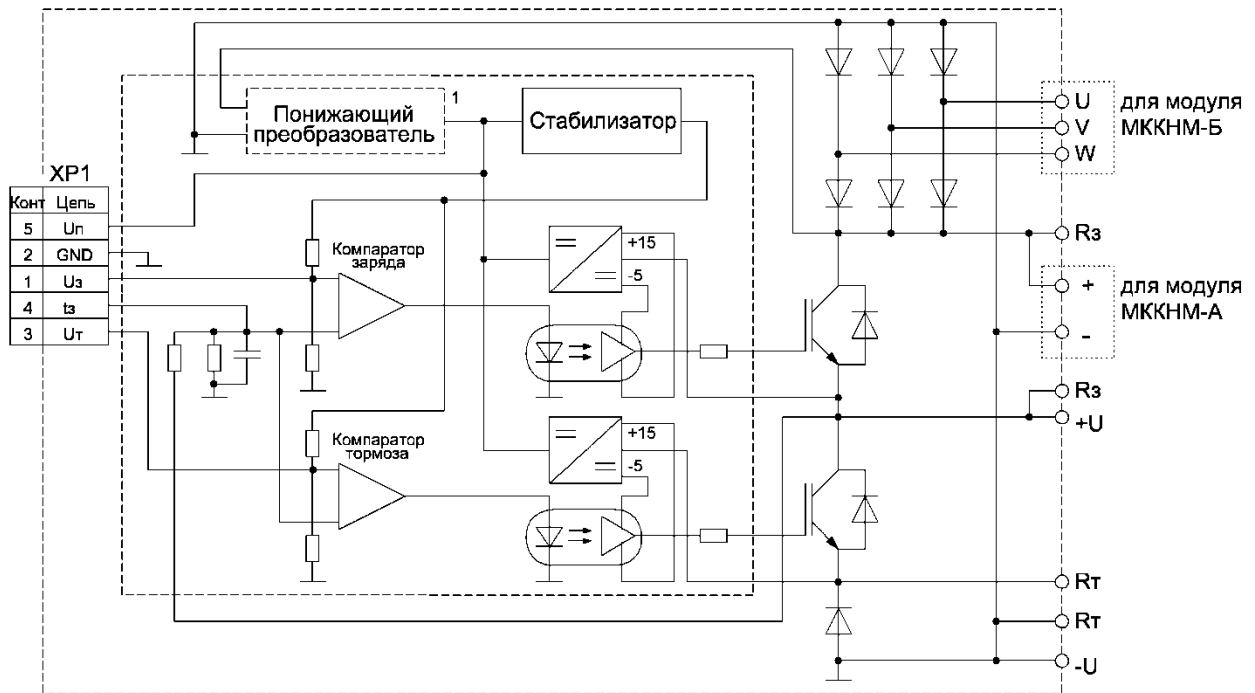 XP1
Конт Цепь
5 Uп
2 GND
1 Uз
4 tз
3 Uт
Понижающий
преобразователь
1
Стабилизатор
Компаратор
заряда
+15
-5
Компаратор
тормоза
+15
-5
U
V
W
для модуля
МККНМ-Б
Rз
+
-
для модуля
МККНМ-А
Rз
+U
Rт
Rт
-U